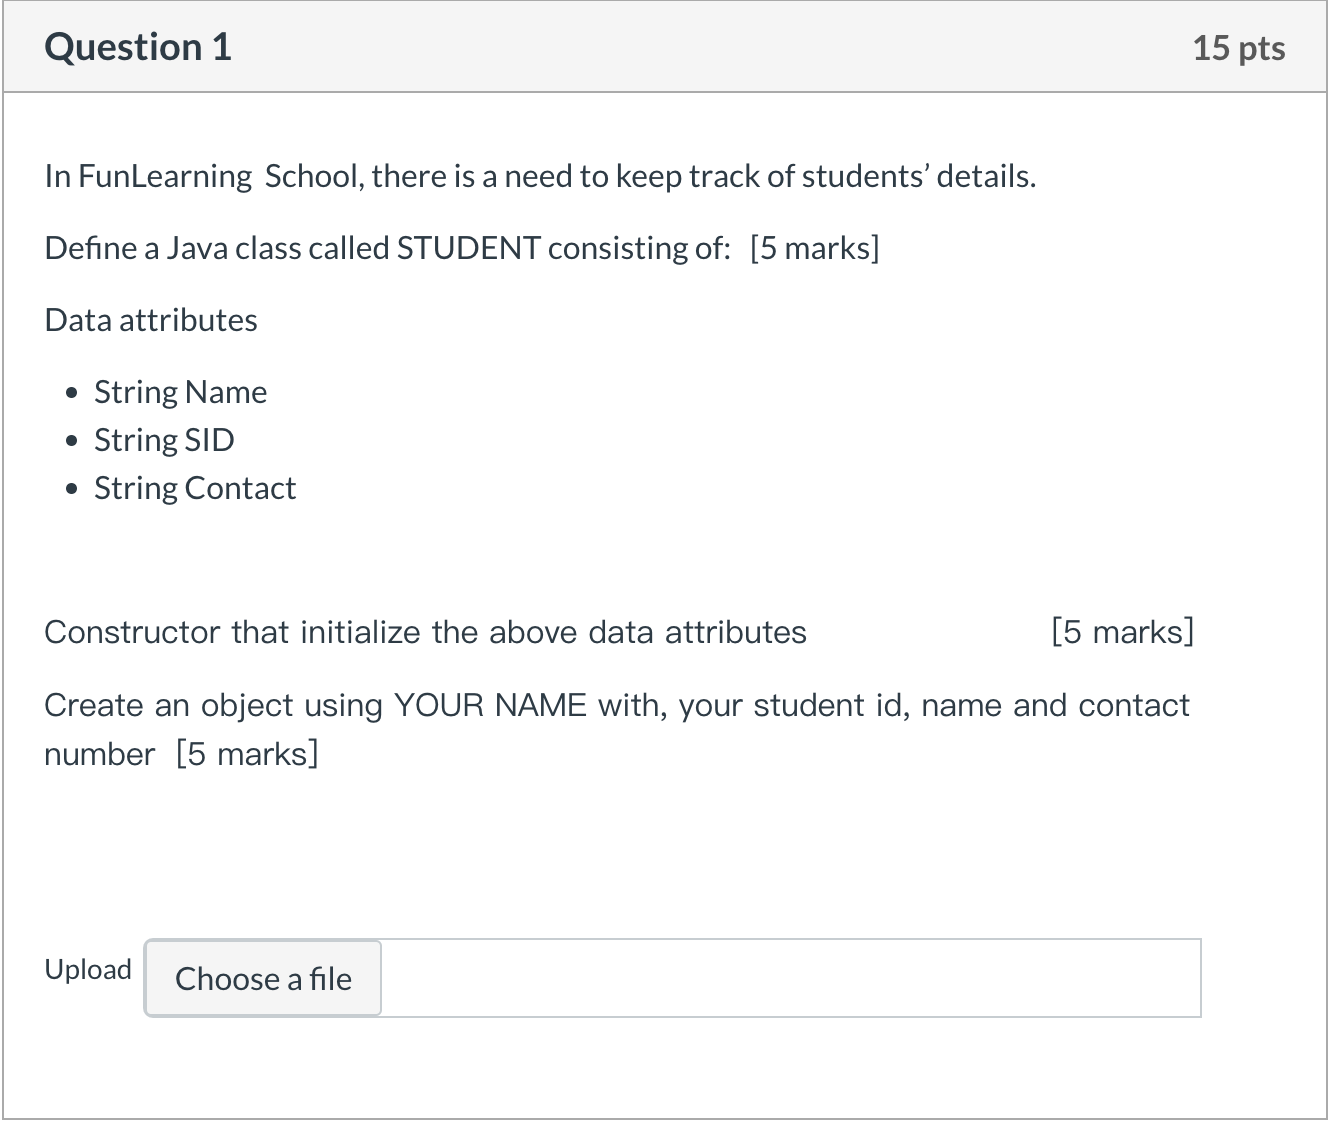 Question 1
15 pts
In FunLearning School, there is a need to keep track of students’ details.
Define a Java class called STUDENT consisting of: [5 marks]
Data attributes
• String Name
• String SID
• String Contact
Constructor that initialize the above data attributes [5 marks]
Create an object using YOUR NAME with, your student id, name and contact
number [5 marks]
Upload Choose a file